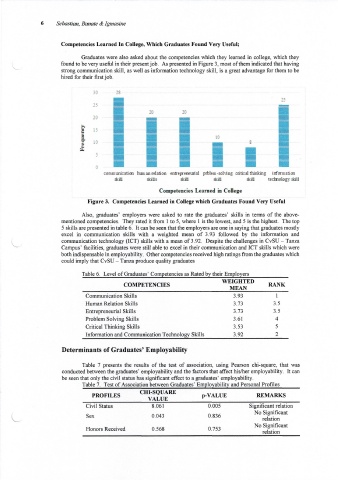 6 Sebastian, Banate & Ignacio
Competencies Learned In College, Which Graduates Found Very Useful;
Graduates were also asked about the competencies which they learned in college, which they
found to be very useful in their present job. As presented in Figure 3, most of them indicated that having
strong communication skill, as well as information technology skill, is a great advantage for them to be
hired for their first job.
30
25
20
15
10
5
0
Frequency
28
20
20
10
8
25
communication skill
human relation skills
entrepreneurial skills
problem-solving skill
critical thinking skill
information technology skill
Competencies Learned in College
Figure 3. Competencies Learned in College which Graduates Found Very Useful
Also, graduates' employers were asked to rate the graduates' skills in terms of the above-
mentioned competencies. They rated it from 1 to 5, where 1 is the lowest, and 5 is the highest. The top
5 skills are presented in table 6. It can be seen that the employers are one in saying that graduates mostly
excel in communication skills with a weighted mean of 3.93 followed by the information and
communication technology (ICT) skills with a mean of 3.92. Despite the challenges in CvSU – Tanza
Campus' facilities, graduates were still able to excel in their communication and ICT skills which were
both indispensable in employability. Other competencies received high ratings from the graduates which
could imply that CvSU – Tanza produce quality graduates
Table 6. Level of Graduates' Competencies as Rated by their Employers
COMPETENCIES WEIGHTED MEAN RANK
Communication Skills 3.93 1
Human Relation Skills 3.73 3.5
Entrepreneurial Skills 3.73 3.5
Problem Solving Skills 3.61 4
Critical Thinking Skills 3.53 5
Information and Communication Technology Skills 3.92 2
Determinants of Graduates' Employability
Table 7 presents the results of the test of association, using Pearson chi-square, that was
conducted between the graduates' employability and the factors that affect his/her employability. It can
be seen that only the civil status has significant effect to a graduates' employability.
Table 7. Test of Association between Graduates' Employability and Personal Profiles
PROFILES CHI-SQUARE VALUE p-VALUE REMARKS
Civil Status 8.061 0.005 Significant relation
Sex 0.043 0.836 No Significant relation
Honors Received 0.568 0.753 No Significant relation